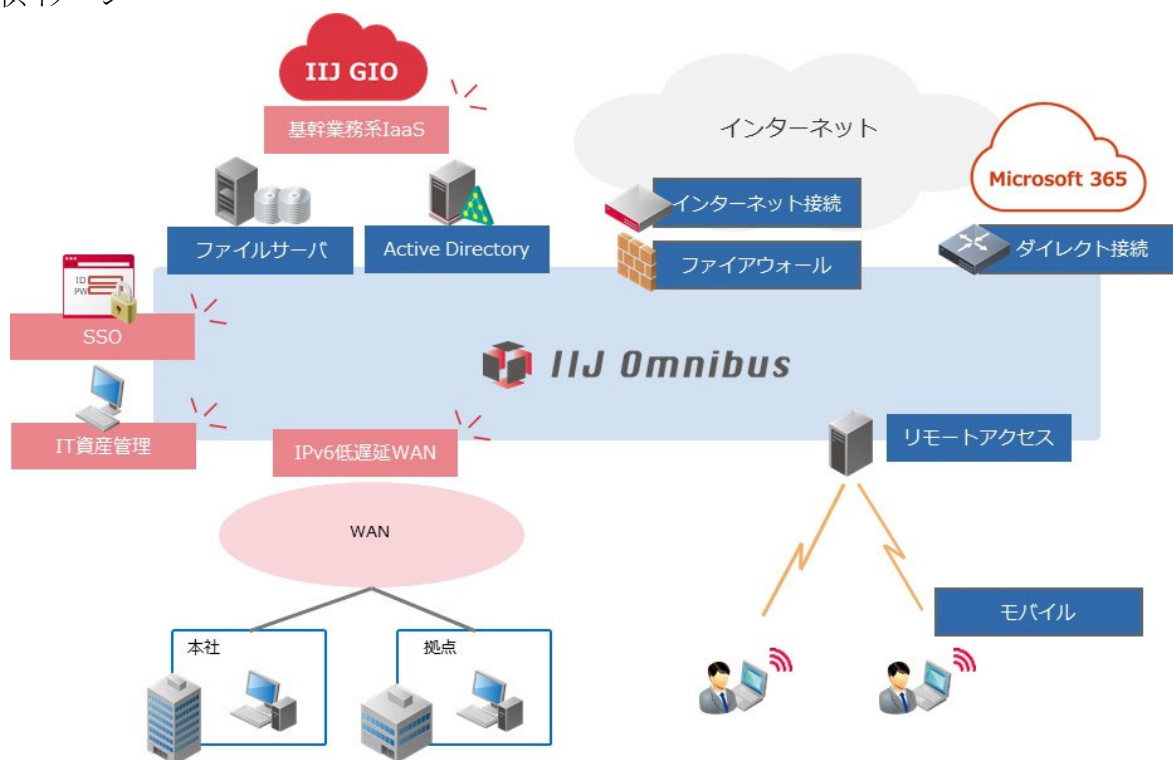 IIJ GIO
基幹業務系IaaS
インターネット
Microsoft 365
インターネット接続
ファイルサーバ
Active Directory
ファイアウォール
ダイレクト接続
ID
PW
SSO
IIJ Omnibus
IT資産管理
IPv6低遅延WAN
リモートアクセス
WAN
モバイル
本社
拠点